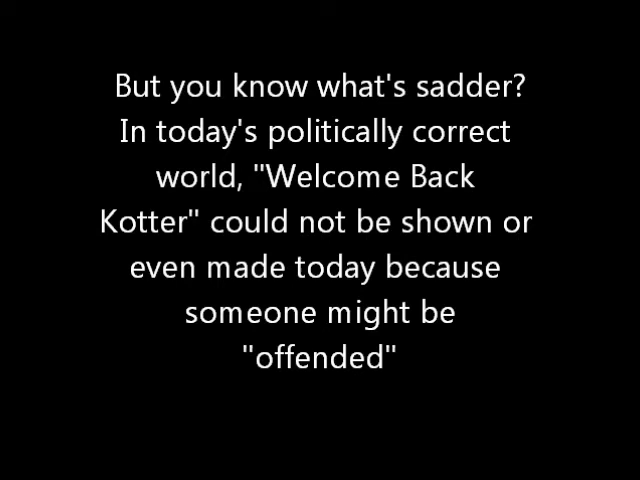 But you know what's sadder?
In today's politically correct
world, "Welcome Back
Kotter" could not be shown or
even made today because
someone might be
"offended"